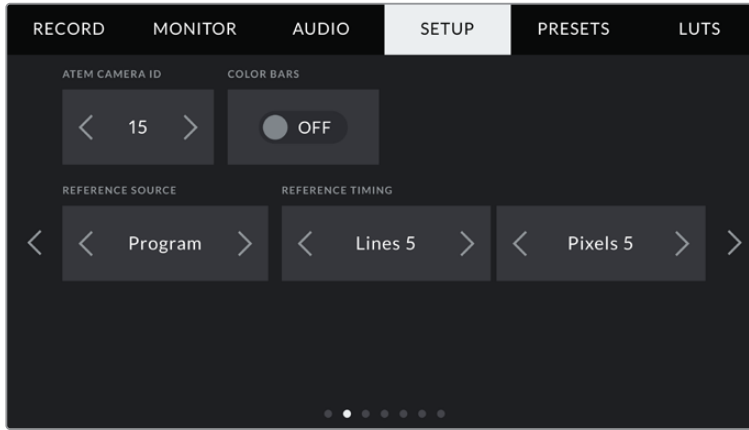 RECORD MONITOR AUDIO SETUP PRESETS LUTS
ATEM CAMERA ID COLOR BARS
15 OFF
REFERENCE SOURCE REFERENCE TIMING
Program Lines 5 Pixels 5